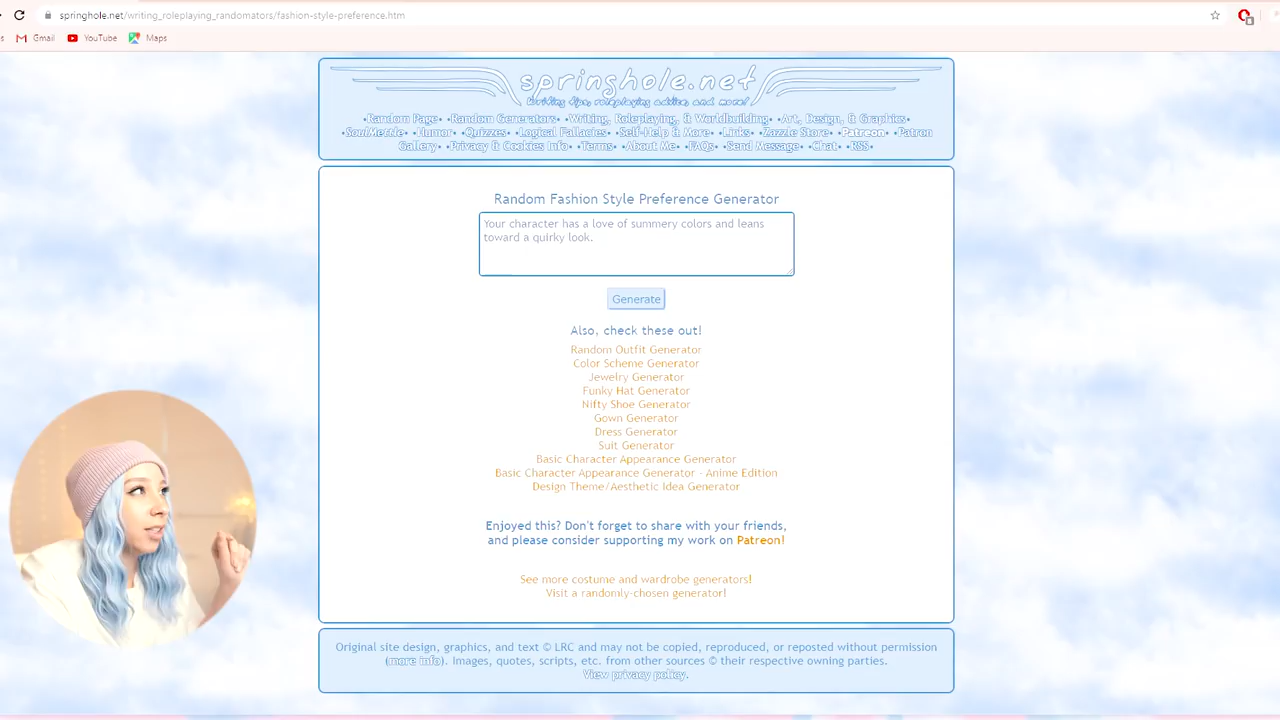 springhole.net/writing_roleplaying_randomators/fashion-style-preference.htm
s Gmail YouTube Maps
springhole.net
Writing tips, roleplaying advice, and more!
•Random Page• •Random Generators• •Writing, Roleplaying, & Worldbuilding• •Art, Design, & Graphics•
•SoulMettle• •Humor• •Quizzes• •Logical Fallacies• •Self-Help & More• •Links• •Zazzle Store• •Patreon• •Patron
Gallery• •Privacy & Cookies Info• •Terms• •About Me• •FAQs• •Send Message• •Chat• •RSS•
Random Fashion Style Preference Generator
Your character has a love of summery colors and leans
toward a quirky look.
Generate
Also, check these out!
Random Outfit Generator
Color Scheme Generator
Jewelry Generator
Funky Hat Generator
Nifty Shoe Generator
Gown Generator
Dress Generator
Suit Generator
Basic Character Appearance Generator
Basic Character Appearance Generator - Anime Edition
Design Theme/Aesthetic Idea Generator
Enjoyed this? Don't forget to share with your friends,
and please consider supporting my work on Patreon!
See more costume and wardrobe generators!
Visit a randomly-chosen generator!
Original site design, graphics, and text © LRC and may not be copied, reproduced, or reposted without permission
(more info). Images, quotes, scripts, etc. from other sources © their respective owning parties.
View privacy policy.